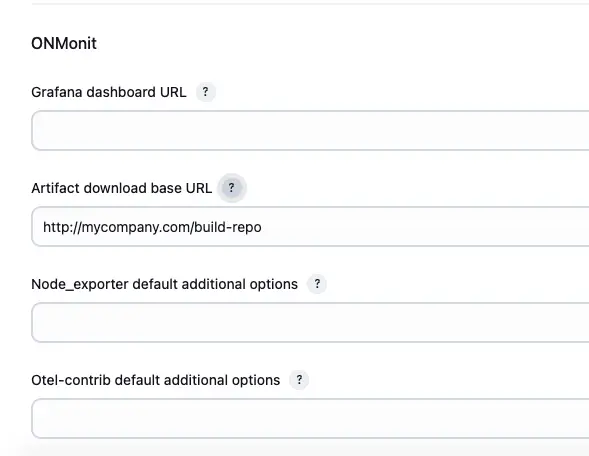 ONMonit
Grafana dashboard URL ?
Artifact download base URL ?
http://mycompany.com/build-repo
Node_exporter default additional options ?
Otel-contrib default additional options ?